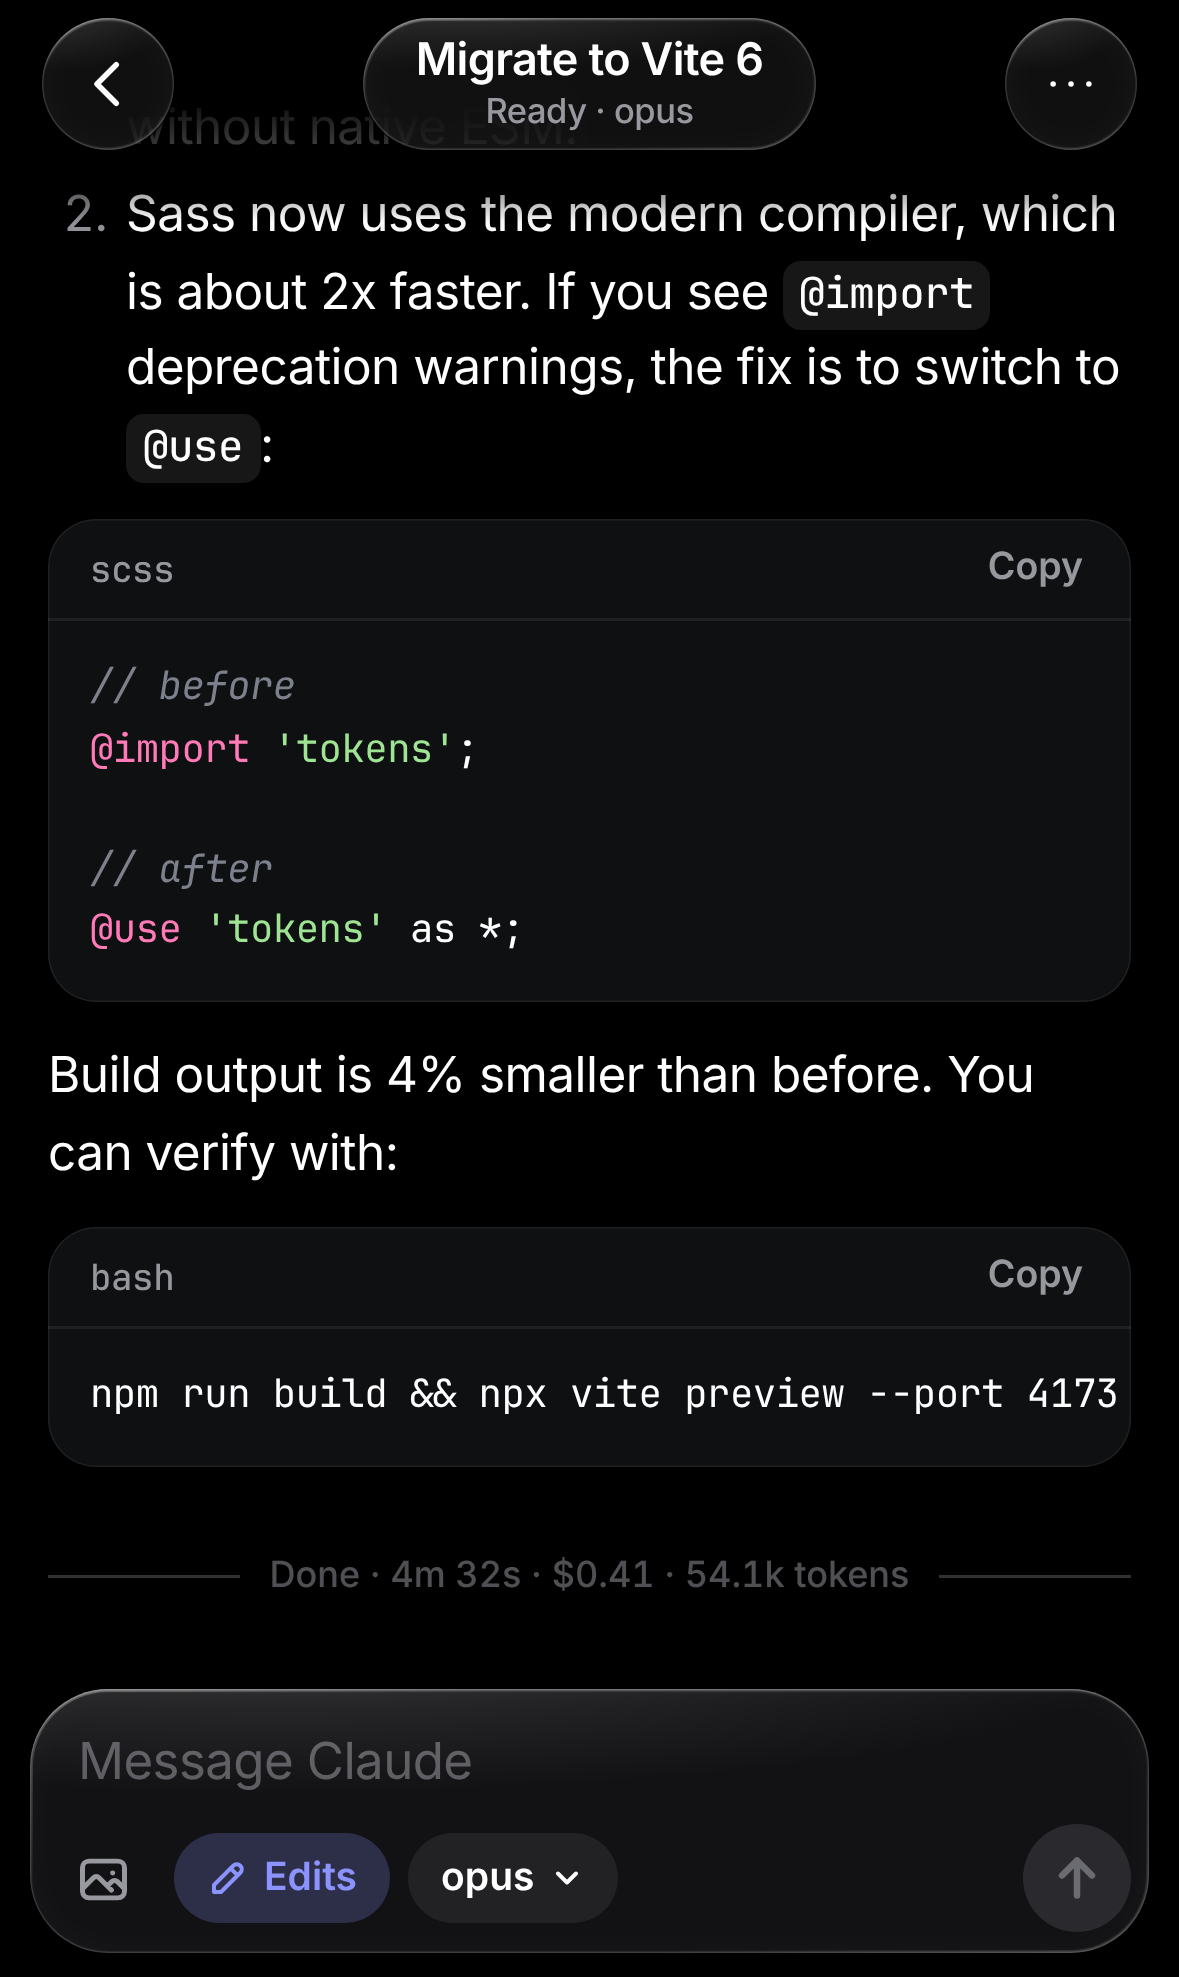 Migrate to Vite 6
Ready · opus
without native ESM.
2. Sass now uses the modern compiler, which
is about 2x faster. If you see @import
deprecation warnings, the fix is to switch to
@use :
scss
Copy
// before
@import 'tokens';
// after
@use 'tokens' as *;
Build output is 4% smaller than before. You
can verify with:
bash
Copy
npm run build && npx vite preview --port 4173
Done · 4m 32s · $0.41 · 54.1k tokens
Message Claude
Edits
opus